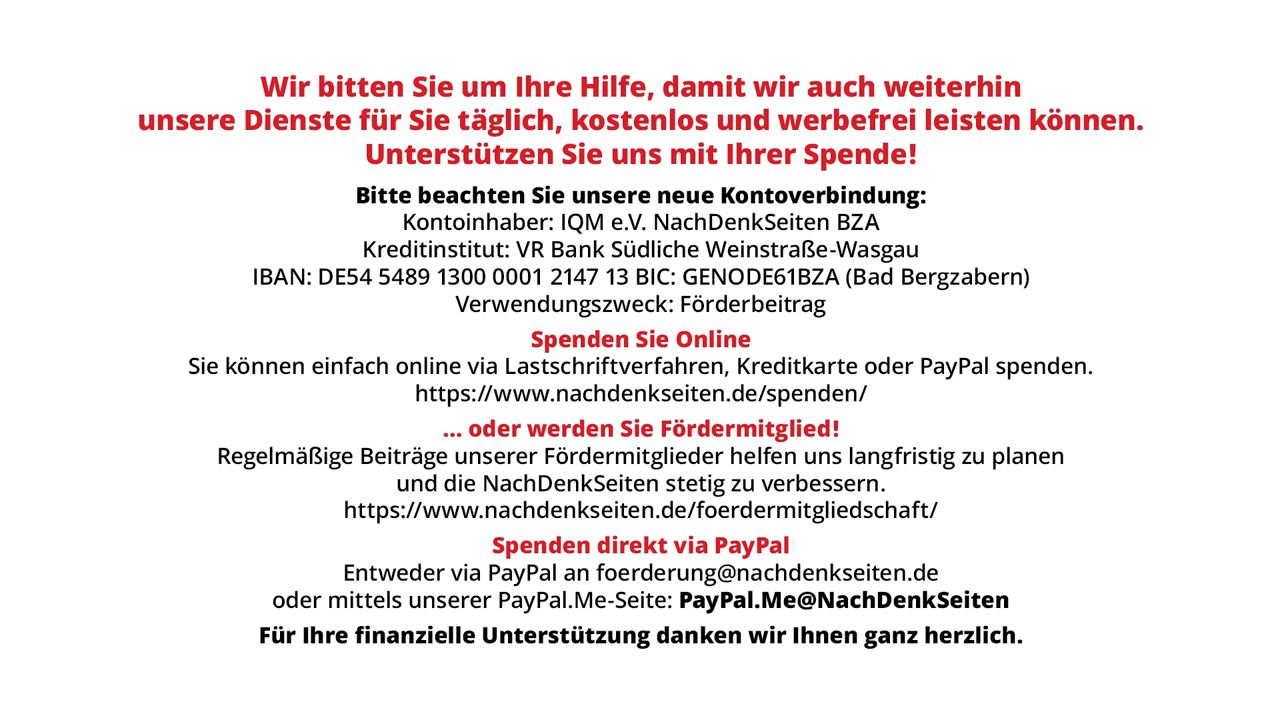 Wir bitten Sie um Ihre Hilfe, damit wir auch weiterhin
unsere Dienste für Sie täglich, kostenlos und werbefrei leisten können.
Unterstützen Sie uns mit Ihrer Spende!
Bitte beachten Sie unsere neue Kontoverbindung:
Kontoinhaber: IQM e.V. NachDenkSeiten BZA
Kreditinstitut: VR Bank Südliche Weinstraße-Wasgau
IBAN: DE54 5489 1300 0001 2147 13 BIC: GENODE61BZA (Bad Bergzabern)
Verwendungszweck: Förderbeitrag
Spenden Sie Online
Sie können einfach online via Lastschriftverfahren, Kreditkarte oder PayPal spenden.
https://www.nachdenkseiten.de/spenden/
... oder werden Sie Fördermitglied!
Regelmäßige Beiträge unserer Fördermitglieder helfen uns langfristig zu planen
und die NachDenkSeiten stetig zu verbessern.
https://www.nachdenkseiten.de/foerdermitgliedschaft/
Spenden direkt via PayPal
Entweder via PayPal an foerderung@nachdenkseiten.de
oder mittels unserer PayPal.Me-Seite: PayPal.Me@NachDenkSeiten
Für Ihre finanzielle Unterstützung danken wir Ihnen ganz herzlich.